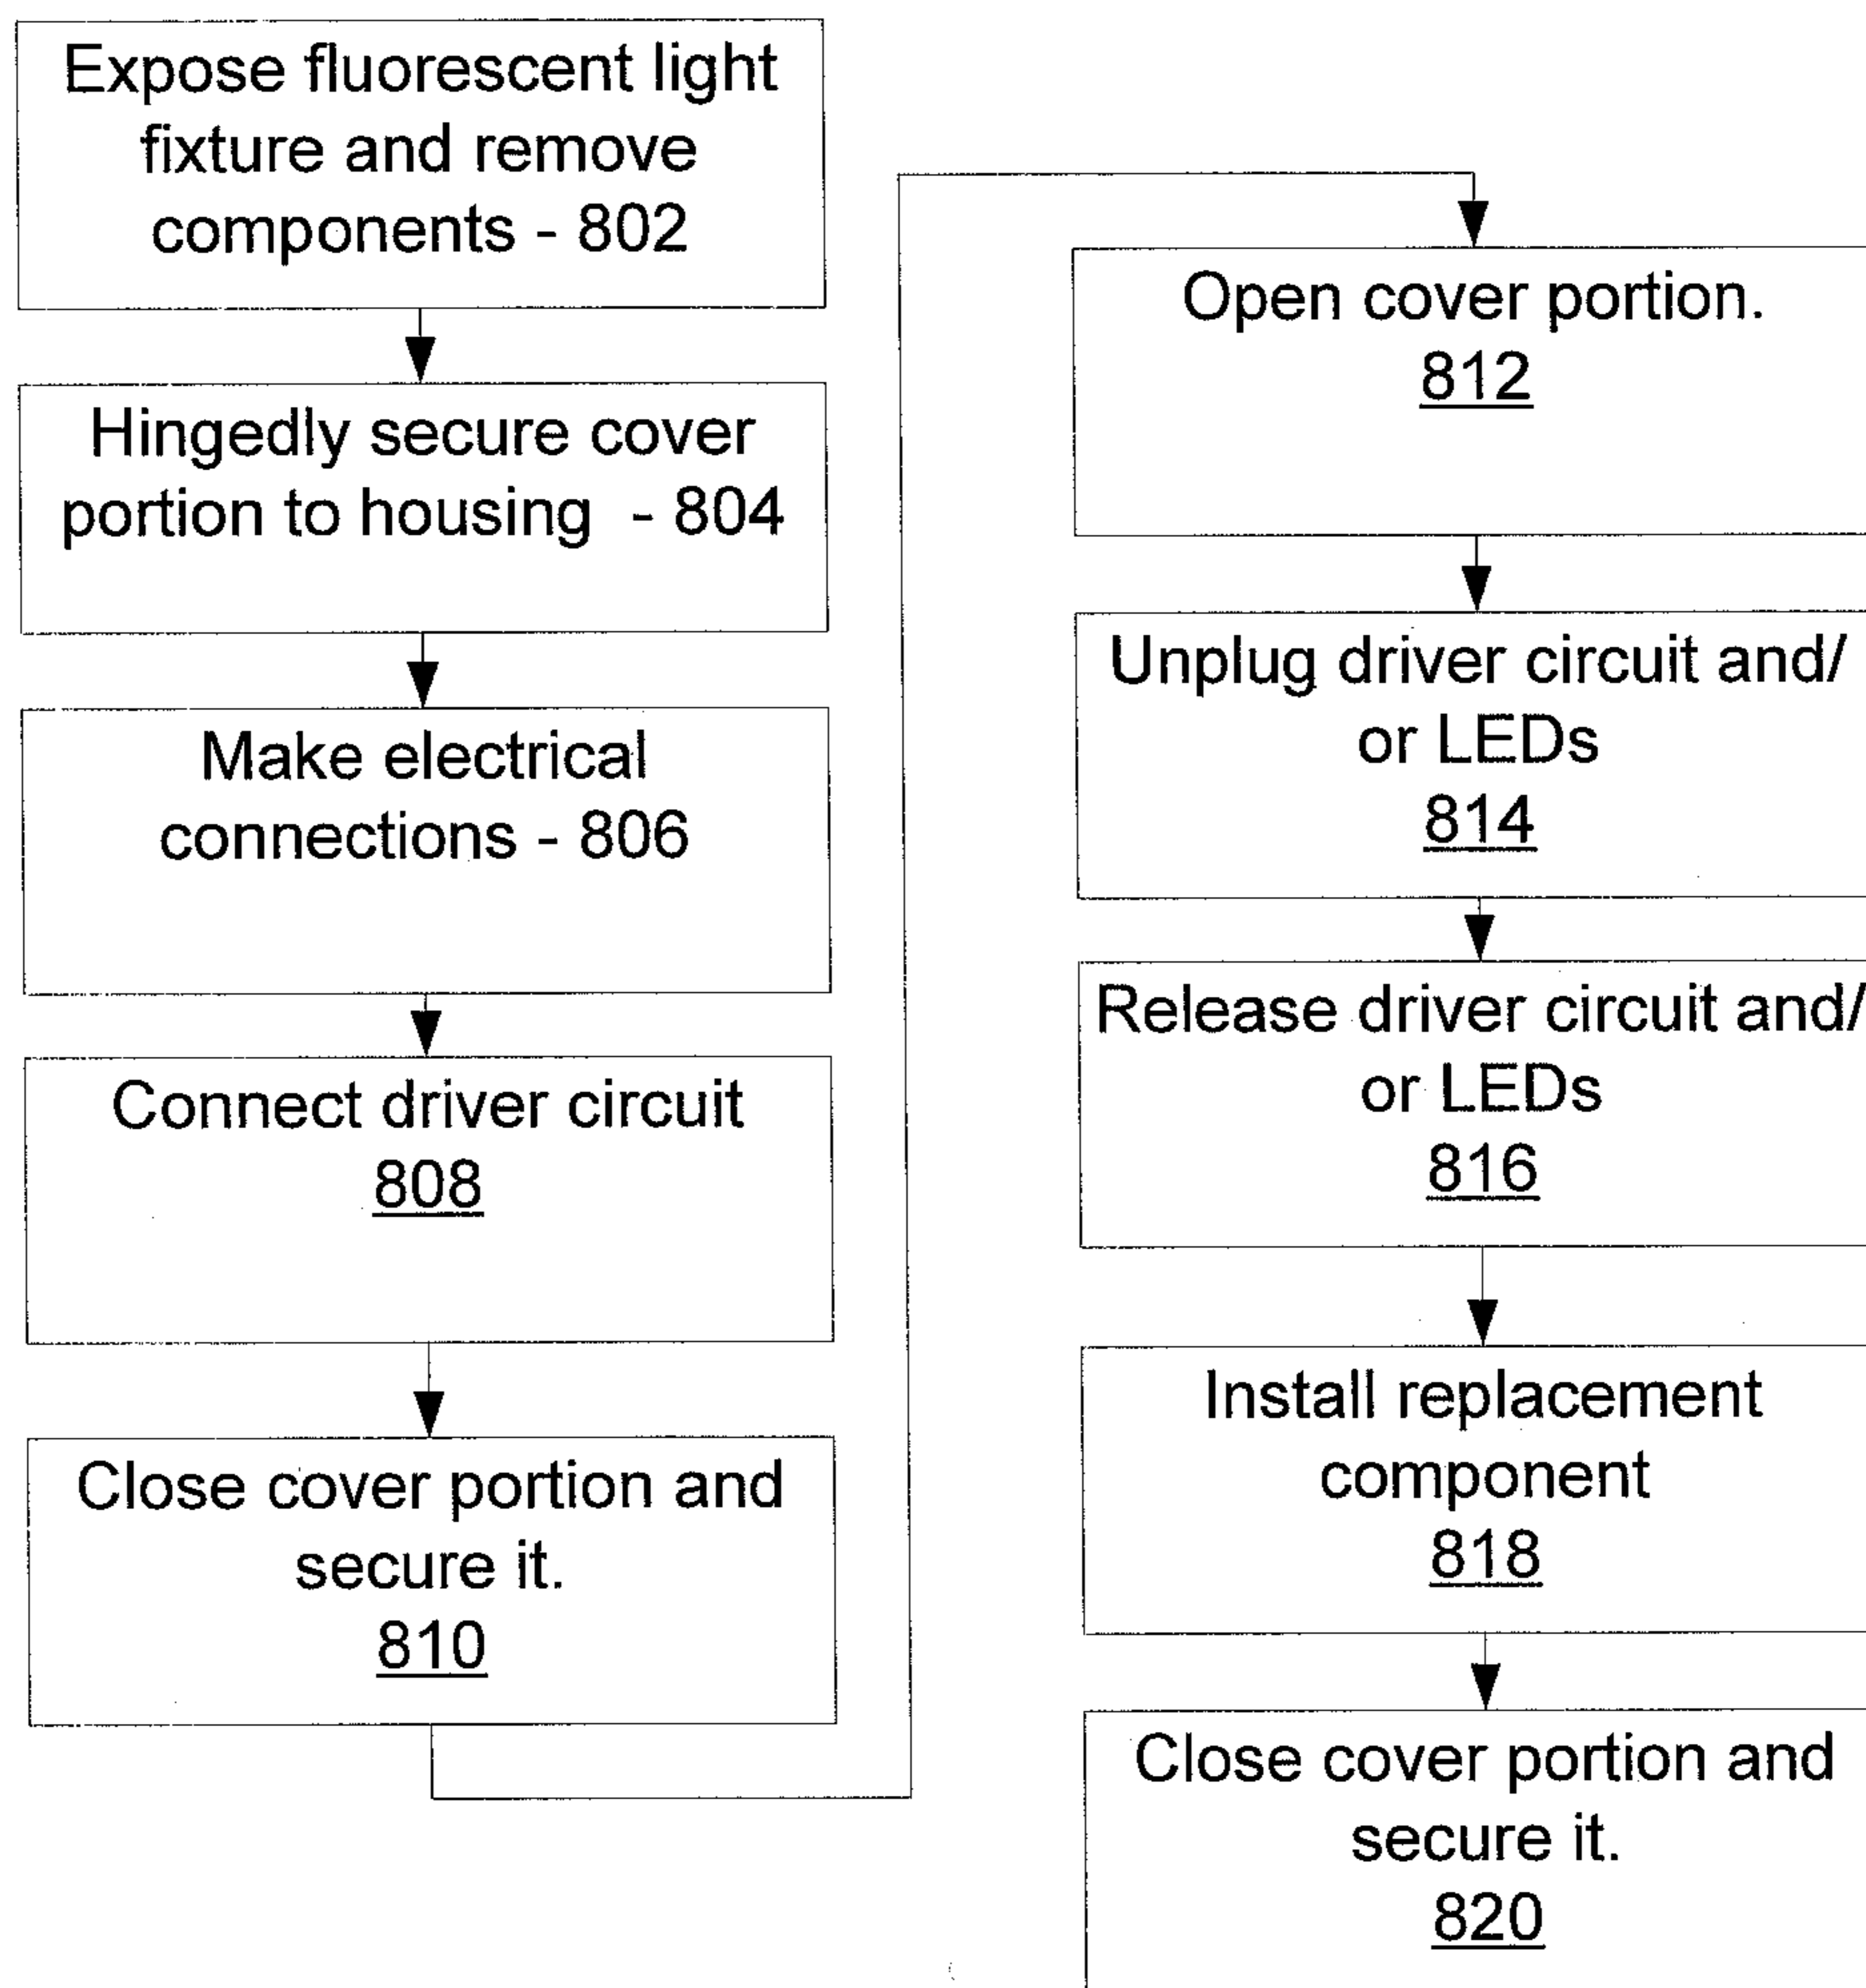 Expose fluorescent light
fixture and remove
components - 802
Hingedly secure cover
portion to housing - 804
Make electrical
connections - 806
Connect driver circuit
808
Close cover portion and
secure it.
810
Open cover portion.
812
Unplug driver circuit and/
or LEDs
814
Release driver circuit and/
or LEDs
816
Install replacement
component
818
Close cover portion and
secure it.
820